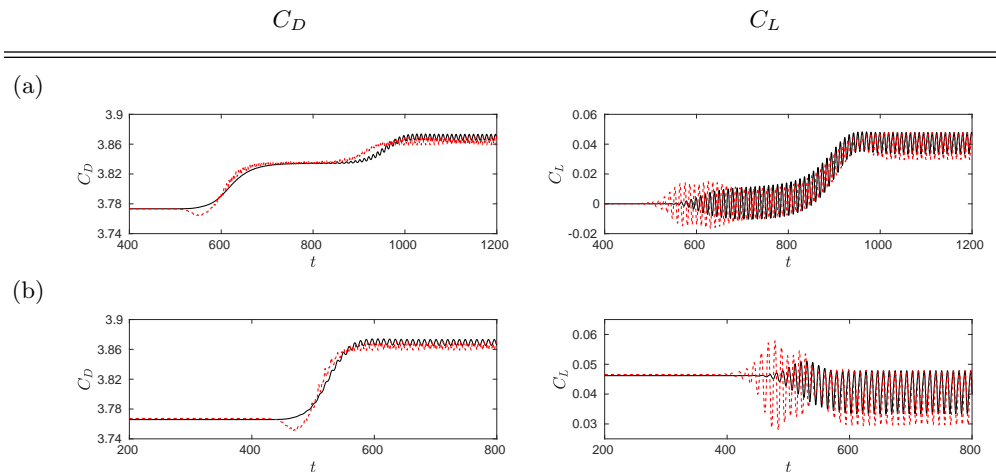 C_D C_L
(a)
3.9 3.86 3.82 3.78 3.74
C_D
400 600 800 1000 1200
t
0.06 0.04 0.02 0 -0.02
C_L
400 600 800 1000 1200
t
(b)
3.9 3.86 3.82 3.78 3.74
C_D
200 400 600 800
t
0.06 0.05 0.04 0.03
C_L
200 400 600 800
t